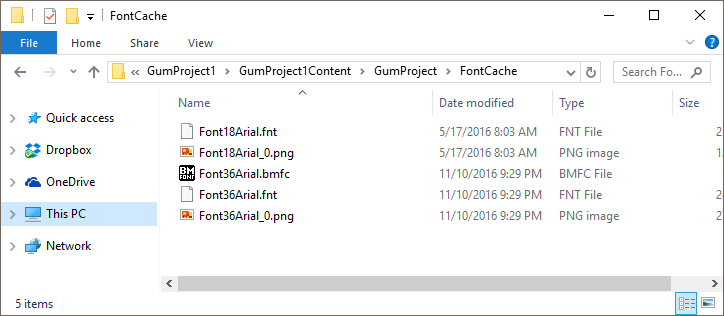 FontCache
File Home Share View
GumProject1 GumProject1Content GumProject FontCache Search Fo...
Name Date modified Type Size
Quick access
Dropbox
OneDrive
This PC
Network
Font18Arial.fnt 5/17/2016 8:03 AM FNT File 2
Font18Arial_0.png 5/17/2016 8:03 AM PNG image 1
BM FONT Font36Arial.bmfc 11/10/2016 9:29 PM BMFC File
Font36Arial.fnt 11/10/2016 9:29 PM FNT File 2
Font36Arial_0.png 11/10/2016 9:29 PM PNG image 2
5 items